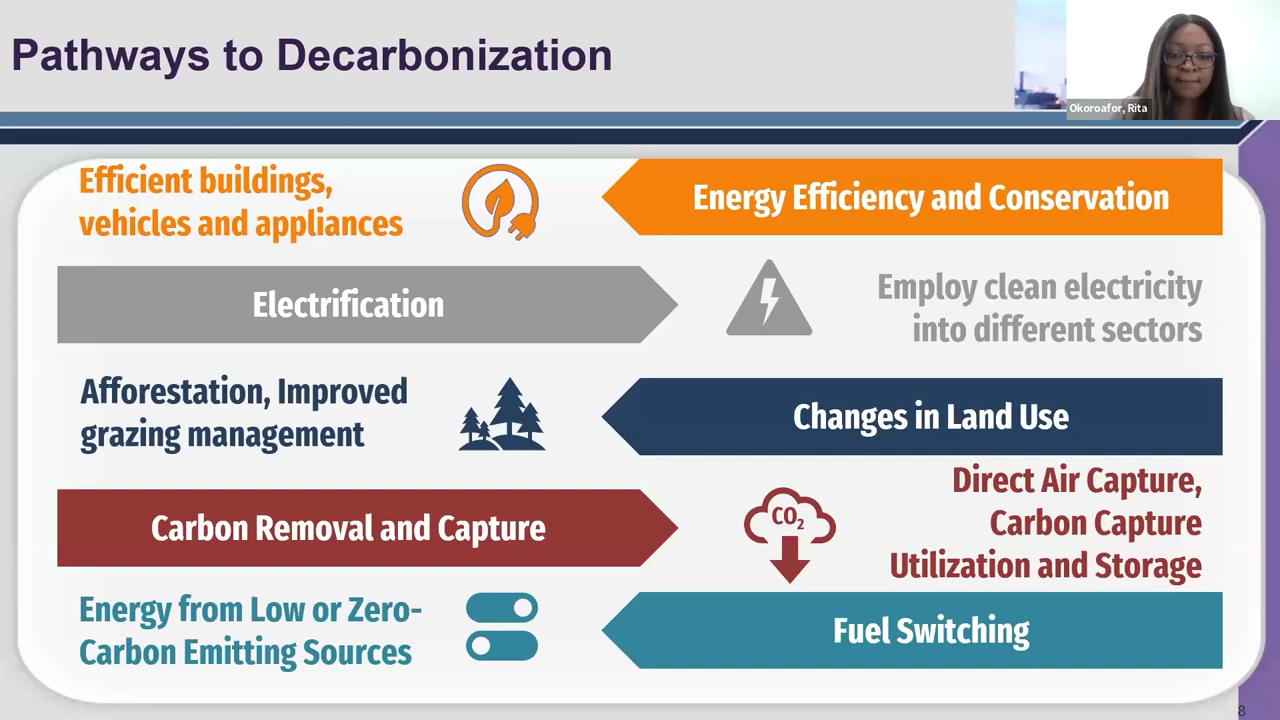 Pathways to Decarbonization
Okoroafor, Rita
Efficient buildings,
vehicles and appliances
Energy Efficiency and Conservation
Electrification
Employ clean electricity
into different sectors
Afforestation, Improved
grazing management
Changes in Land Use
Carbon Removal and Capture
CO₂
Direct Air Capture,
Carbon Capture
Utilization and Storage
Energy from Low or Zero-
Carbon Emitting Sources
Fuel Switching
8